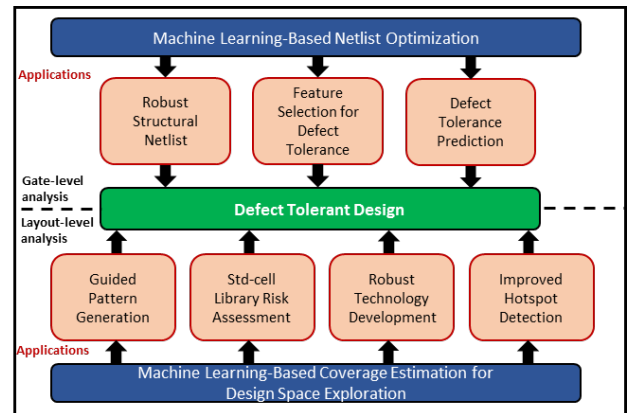 Machine Learning-Based Netlist Optimization
Applications
Robust
Structural
Netlist
Feature
Selection for
Defect
Tolerance
Defect
Tolerance
Prediction
Gate-level
analysis
Defect Tolerant Design
Layout-level
analysis
Guided
Pattern
Generation
Std-cell
Library Risk
Assessment
Robust
Technology
Development
Improved
Hotspot
Detection
Applications
Machine Learning-Based Coverage Estimation for
Design Space Exploration